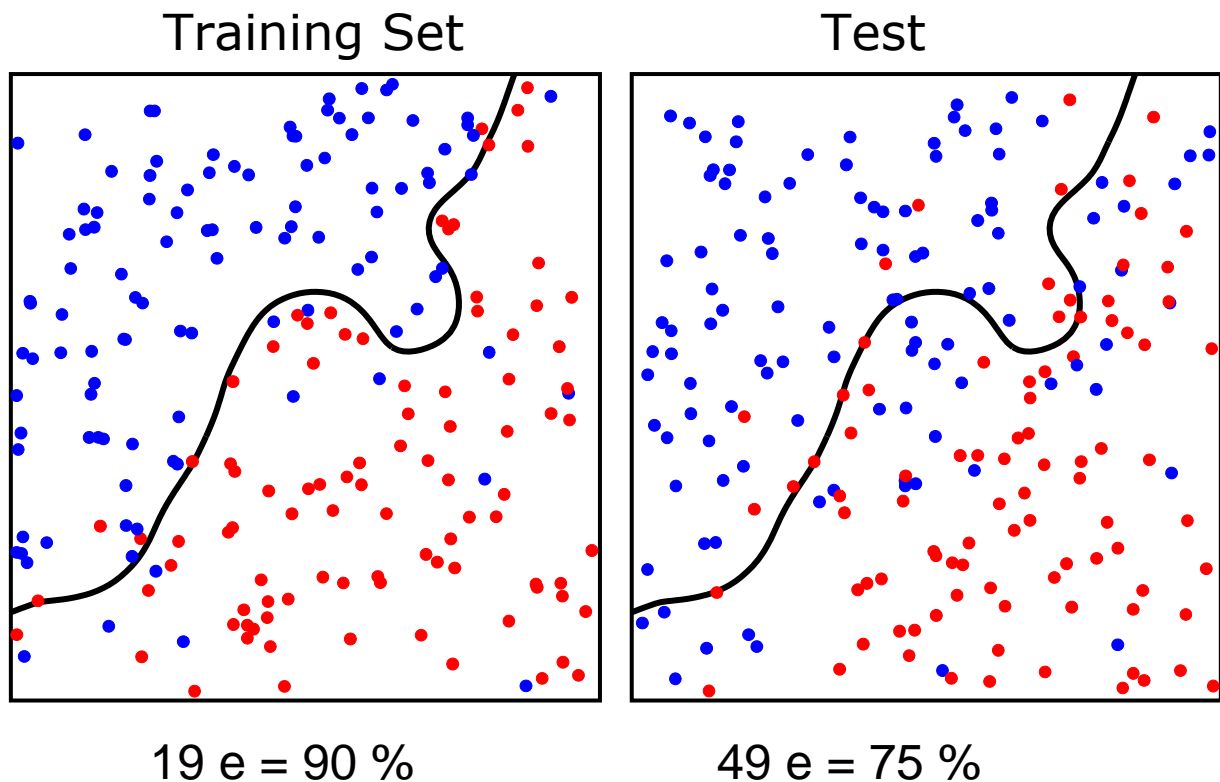 Training Set
Test
19 e = 90 %
49 e = 75 %